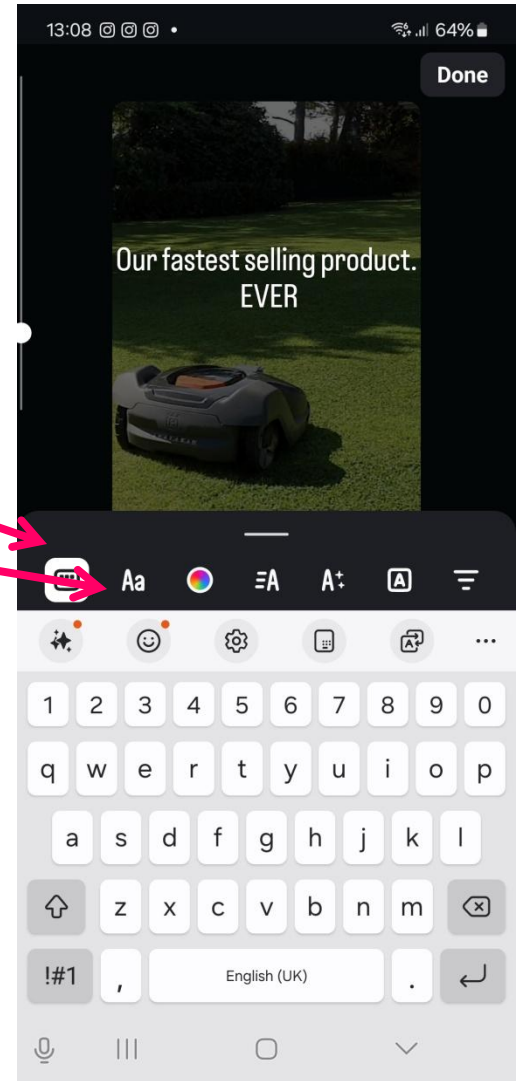 13:08
64%
Done
Our fastest selling product.
EVER
Aa
A
A
A
1 2 3 4 5 6 7 8 9 0
q w e r t y u i o p
a s d f g h j k l
z x c v b n m
!#1 , English (UK) .